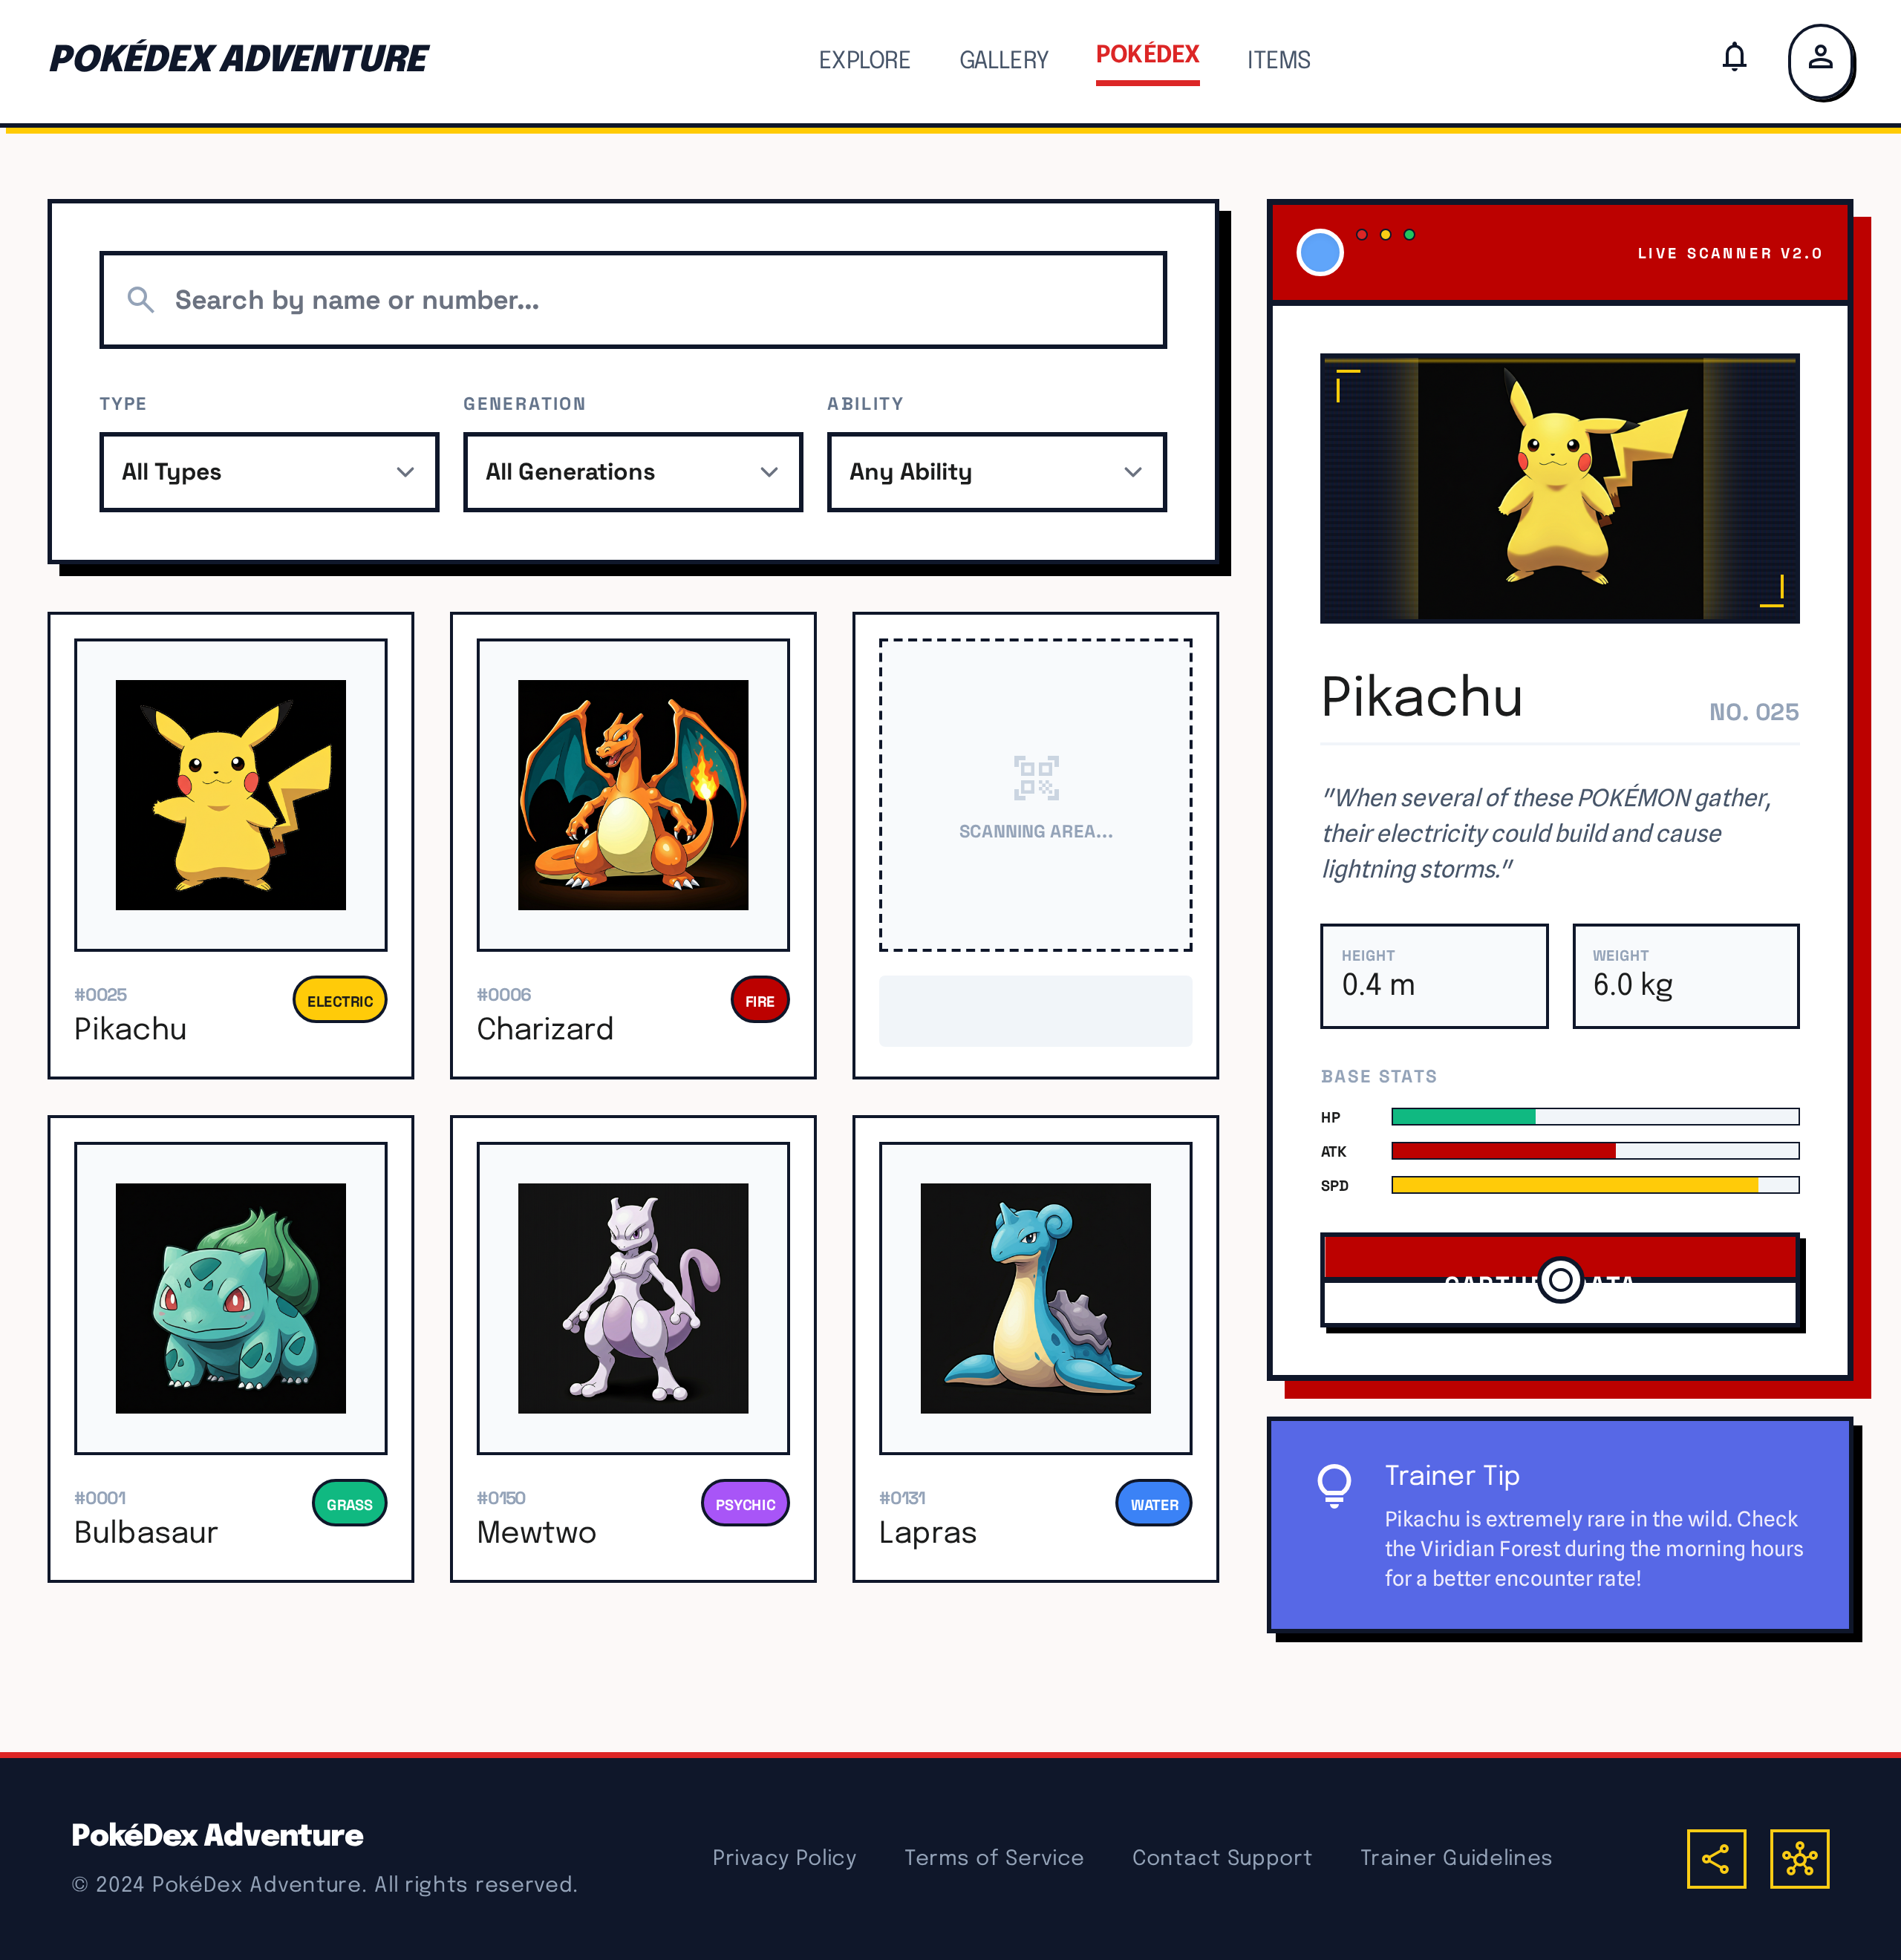 POKÉDEX ADVENTURE
EXPLORE
GALLERY
POKÉDEX
ITEMS
Search by name or number...
TYPE
GENERATION
ABILITY
All Types
All Generations
Any Ability
#0025
Pikachu
ELECTRIC
#0006
Charizard
FIRE
SCANNING AREA...
#0001
Bulbasaur
GRASS
#0150
Mewtwo
PSYCHIC
#0131
Lapras
WATER
LIVE SCANNER V2.0
Pikachu
NO. 025
"When several of these POKÉMON gather,
their electricity could build and cause
lightning storms."
HEIGHT
0.4 m
WEIGHT
6.0 kg
BASE STATS
HP
ATK
SPD
Trainer Tip
Pikachu is extremely rare in the wild. Check
the Viridian Forest during the morning hours
for a better encounter rate!
PokéDex Adventure
© 2024 PokéDex Adventure. All rights reserved.
Privacy Policy
Terms of Service
Contact Support
Trainer Guidelines